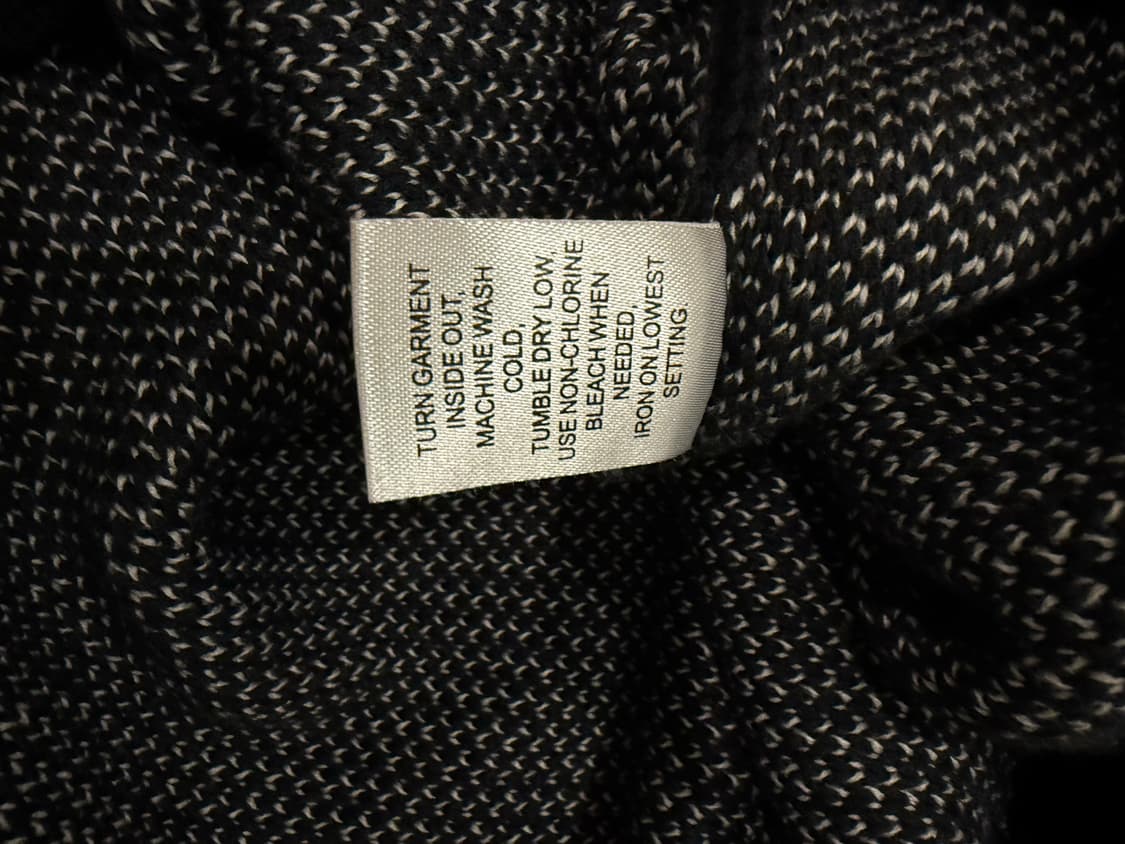 TURN GARMENT
INSIDE OUT,
MACHINE WASH
COLD,
TUMBLE DRY LOW
USE NON-CHLORINE
BLEACH WHEN
NEEDED,
IRON ON LOWEST
SETTING.